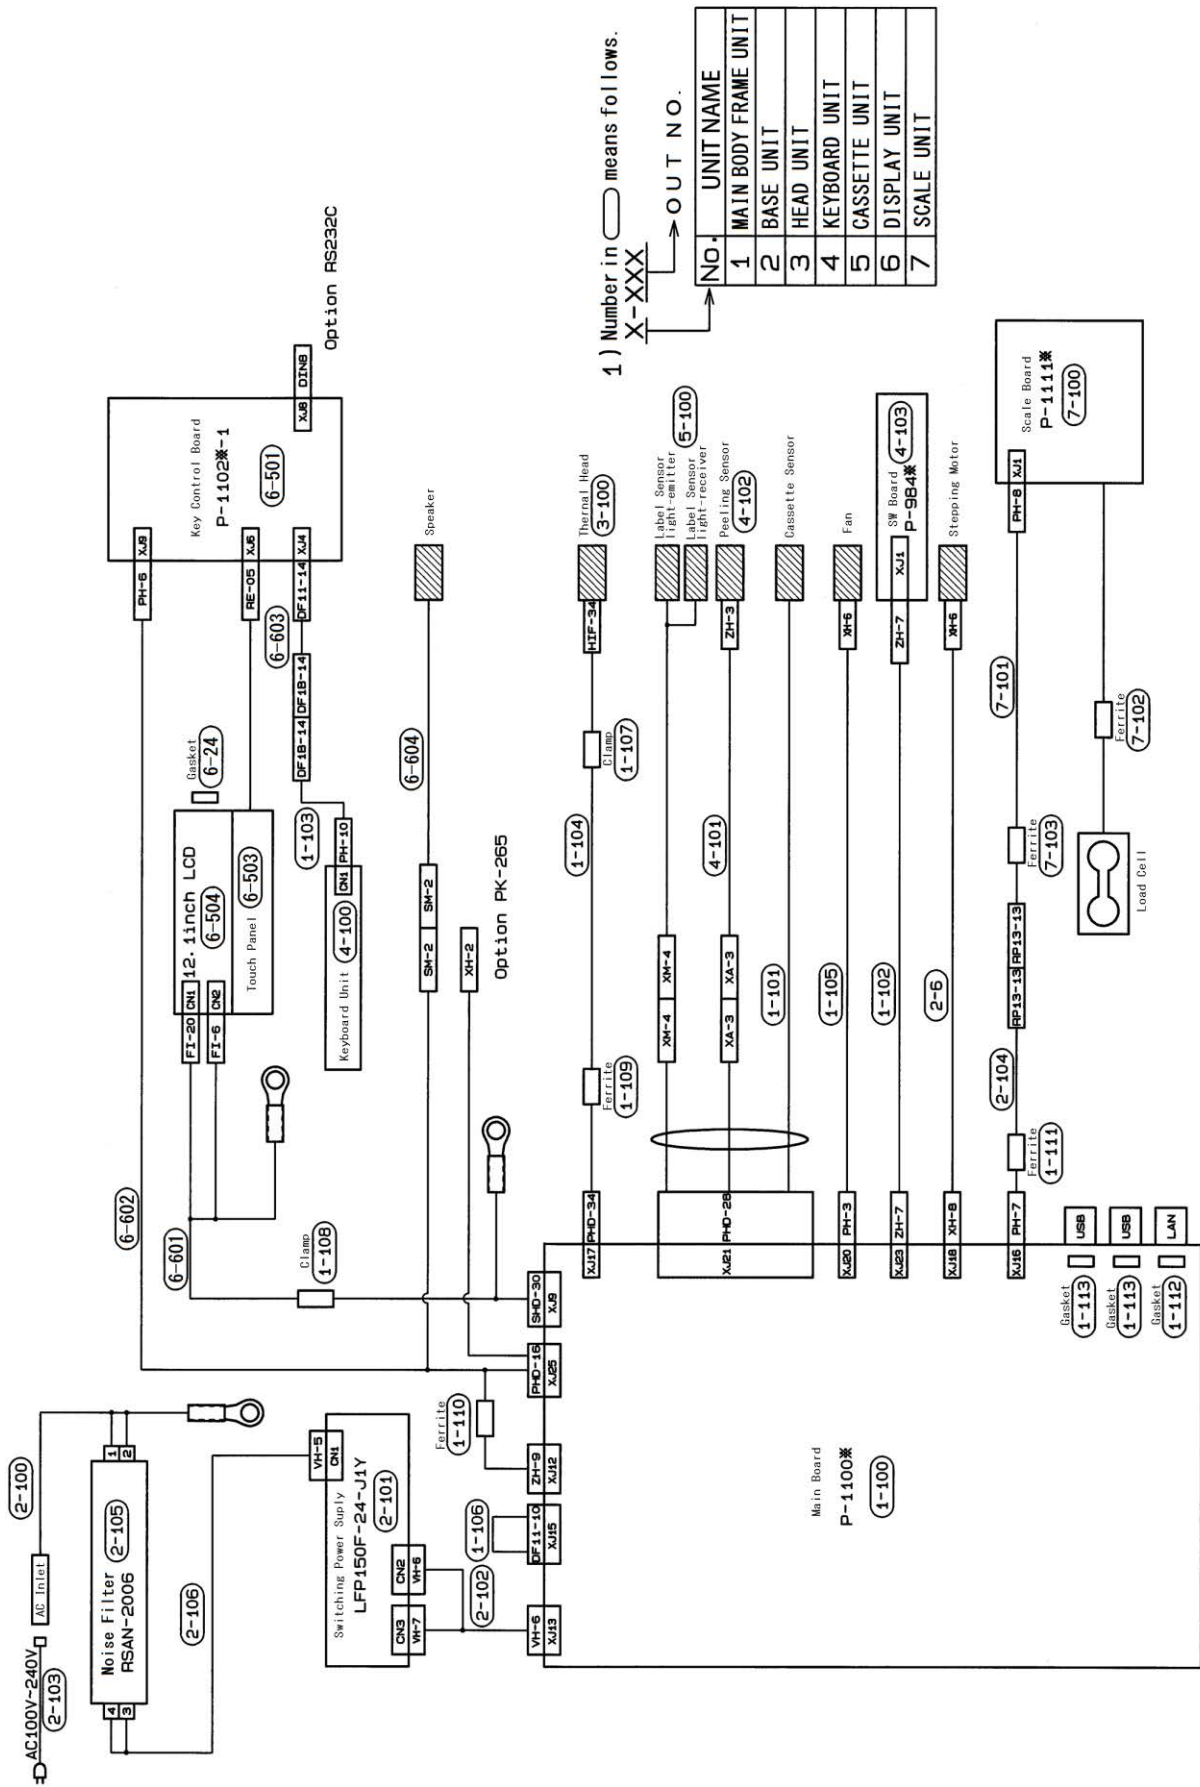 AC100V-240V
2-103
AC Inlet
2-100
Noise Filter
RSAN-2006
2-105
4
3
1
2
2-106
Switching Power Suply
LFP150F-24-J1Y
2-101
VH-5
CN1
CN3
VH-7
CN2
VH-6
2-102
1-106
VH-6
XJ13
DF11-10
XJ15
ZH-9
XJ12
Ferrite
1-110
PHD-16
XJ25
SHD-30
XJ9
Clamp
1-108
6-601
6-602
FI-20
CN1
FI-6
CN2
12.1inch LCD
6-504
Touch Panel
6-503
Gasket
6-24
Keyboard Unit
4-100
CN1
PH-10
1-103
DF1B-14
DF1B-14
6-603
PH-6
XJ9
RE-05
XJ6
DF11-14
XJ4
Key Control Board
P-1102※-1
6-501
XJ8
DIN8
Option RS232C
SM-2
SM-2
6-604
Speaker
XH-2
Option PK-265
Main Board
P-1100※
1-100
XJ17
PHD-34
Ferrite
1-109
1-104
Clamp
1-107
HIF-34
Thermal Head
3-100
XJ21
PHD-28
XM-4
XM-4
Label Sensor
light-emitter
Label Sensor
light-receiver
5-100
XA-3
XA-3
4-101
ZH-3
Peeling Sensor
4-102
1-101
Cassette Sensor
XJ20
PH-3
1-105
XH-6
Fan
XJ23
ZH-7
1-102
ZH-7
XJ1
SW Board
P-984※
4-103
XJ18
XH-8
2-6
XH-6
Stepping Motor
XJ16
PH-7
Ferrite
1-111
2-104
RP13-13
RP13-13
Ferrite
7-103
7-101
PH-8
XJ1
Scale Board
P-1111※
7-100
Load Cell
Ferrite
7-102
Gasket
1-113
USB
Gasket
1-113
USB
Gasket
1-112
LAN
1) Number in means follows.
X-XXX
OUT NO.
No. UNIT NAME
1 MAIN BODY FRAME UNIT
2 BASE UNIT
3 HEAD UNIT
4 KEYBOARD UNIT
5 CASSETTE UNIT
6 DISPLAY UNIT
7 SCALE UNIT